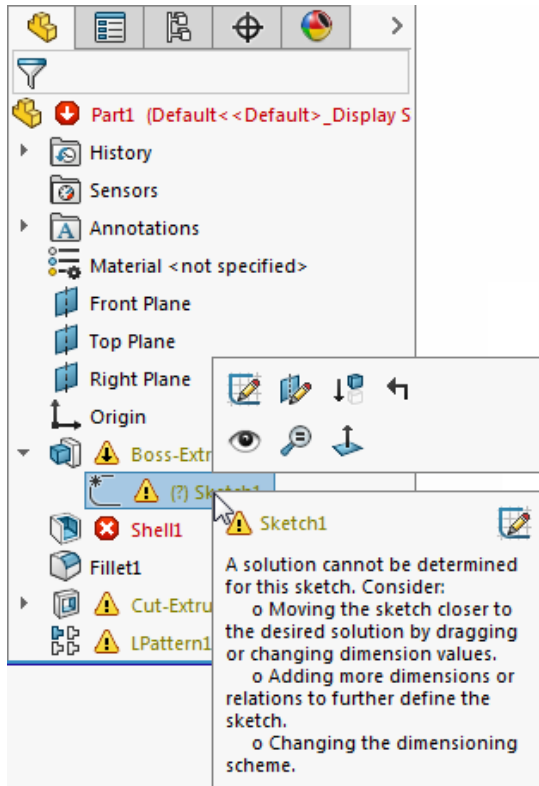 Part1 (Default<<Default>_Display S
History
Sensors
Annotations
Material <not specified>
Front Plane
Top Plane
Right Plane
Origin
Boss-Extr
(?) Sketch1
Shell1
Fillet1
Cut-Extru
LPattern1
Sketch1
A solution cannot be determined
for this sketch. Consider:
o Moving the sketch closer to
the desired solution by dragging
or changing dimension values.
o Adding more dimensions or
relations to further define the
sketch.
o Changing the dimensioning
scheme.